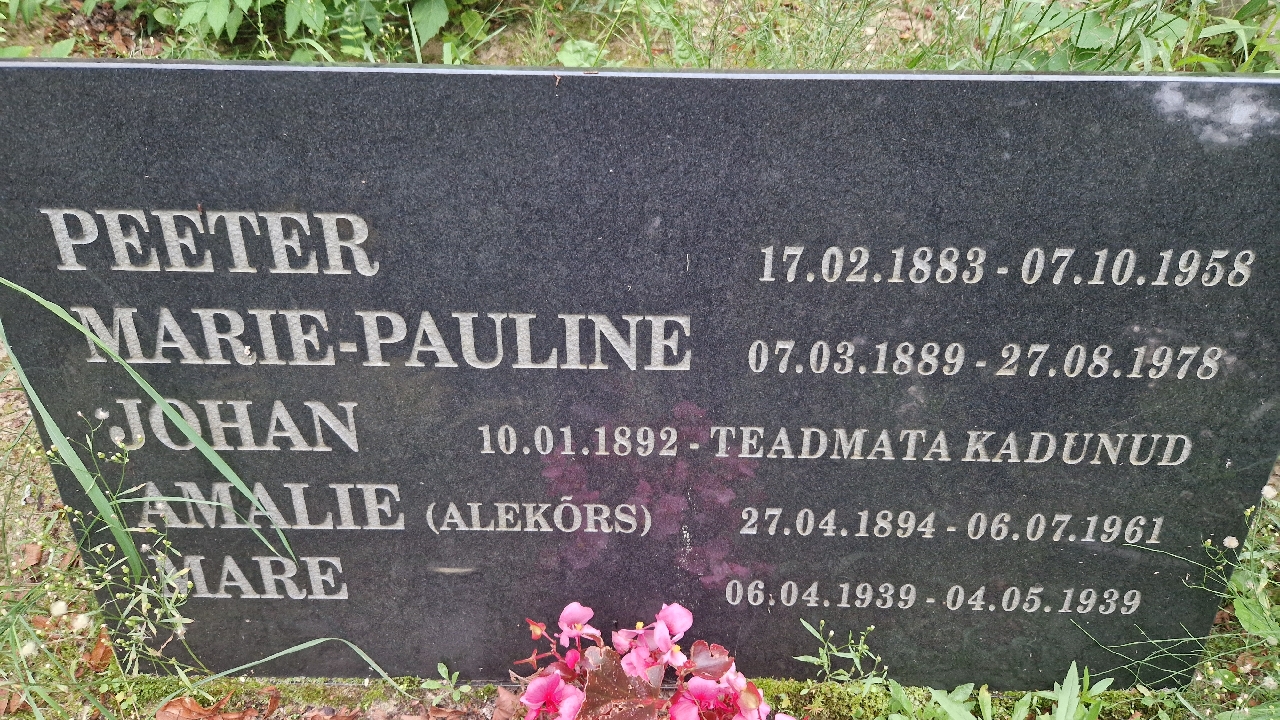 PEETER 17.02.1883 - 07.10.1958
MARIE-PAULINE 07.03.1889 - 27.08.1978
JOHAN 10.01.1892 - TEADMATA KADUNUD
AMALIE (ALEKÕRS) 27.04.1894 - 06.07.1961
MARE 06.04.1939 - 04.05.1939